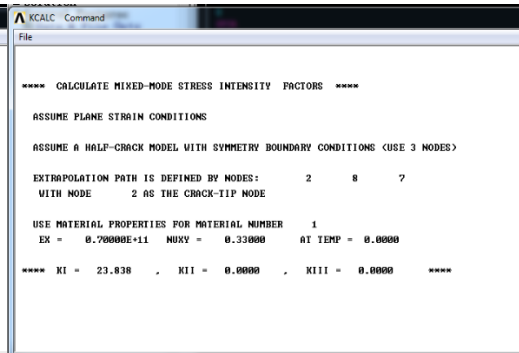 KCALC Command
File
**** CALCULATE MIXED-MODE STRESS INTENSITY FACTORS ****
ASSUME PLANE STRAIN CONDITIONS
ASSUME A HALF-CRACK MODEL WITH SYMMETRY BOUNDARY CONDITIONS (USE 3 NODES)
EXTRAPOLATION PATH IS DEFINED BY NODES: 2 8 7
WITH NODE 2 AS THE CRACK-TIP NODE
USE MATERIAL PROPERTIES FOR MATERIAL NUMBER 1
EX = 0.70000E+11 NUXY = 0.33000 AT TEMP = 0.0000
**** KI = 23.838 , KII = 0.0000 , KIII = 0.0000 ****